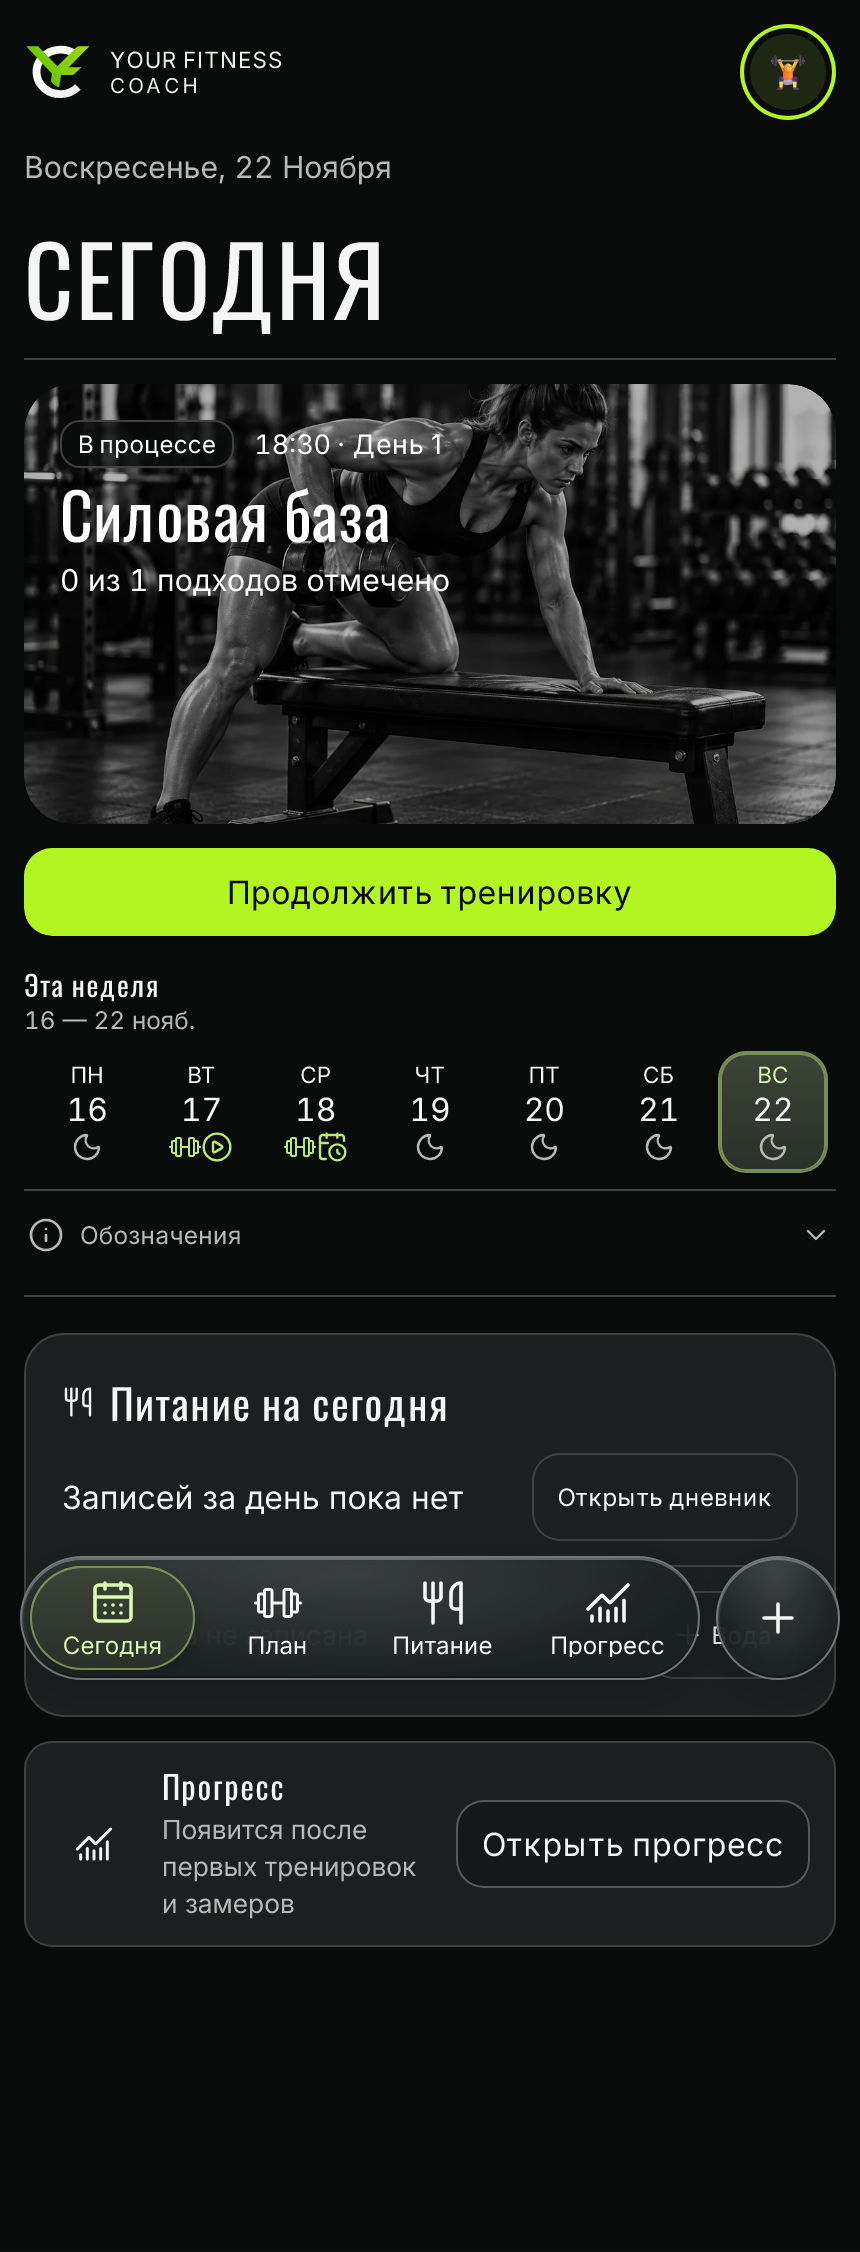 YOUR FITNESS
COACH
Воскресенье, 22 Ноября
СЕГОДНЯ
В процессе
18:30 · День 1
Силовая база
0 из 1 подходов отмечено
Продолжить тренировку
Эта неделя
16 — 22 нояб.
ПН ВТ СР ЧТ ПТ СБ ВС
16 17 18 19 20 21 22
Обозначения
Питание на сегодня
Записей за день пока нет
Открыть дневник
не записана
Вода
Сегодня
План
Питание
Прогресс
Прогресс
Появится после
первых тренировок
и замеров
Открыть прогресс